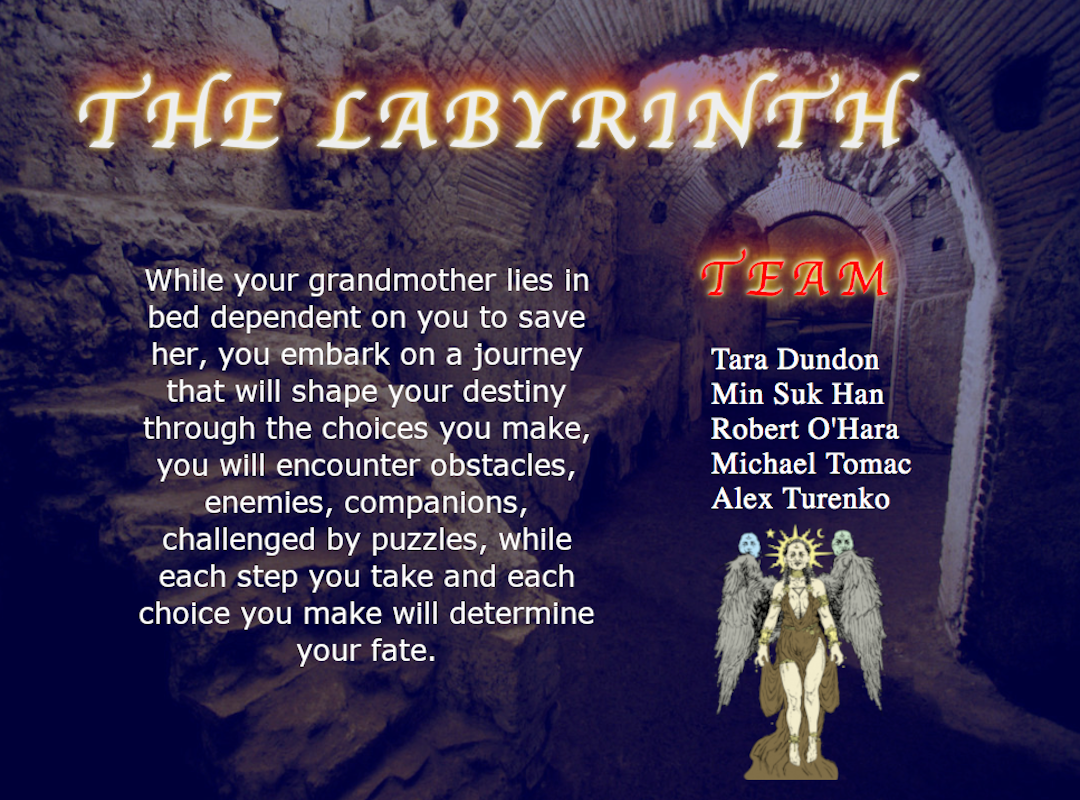 THE LABYRINTH
While your grandmother lies in
bed dependent on you to save
her, you embark on a journey
that will shape your destiny
through the choices you make,
you will encounter obstacles,
enemies, companions,
challenged by puzzles, while
each step you take and each
choice you make will determine
your fate.
TEAM
Tara Dundon
Min Suk Han
Robert O'Hara
Michael Tomac
Alex Turenko